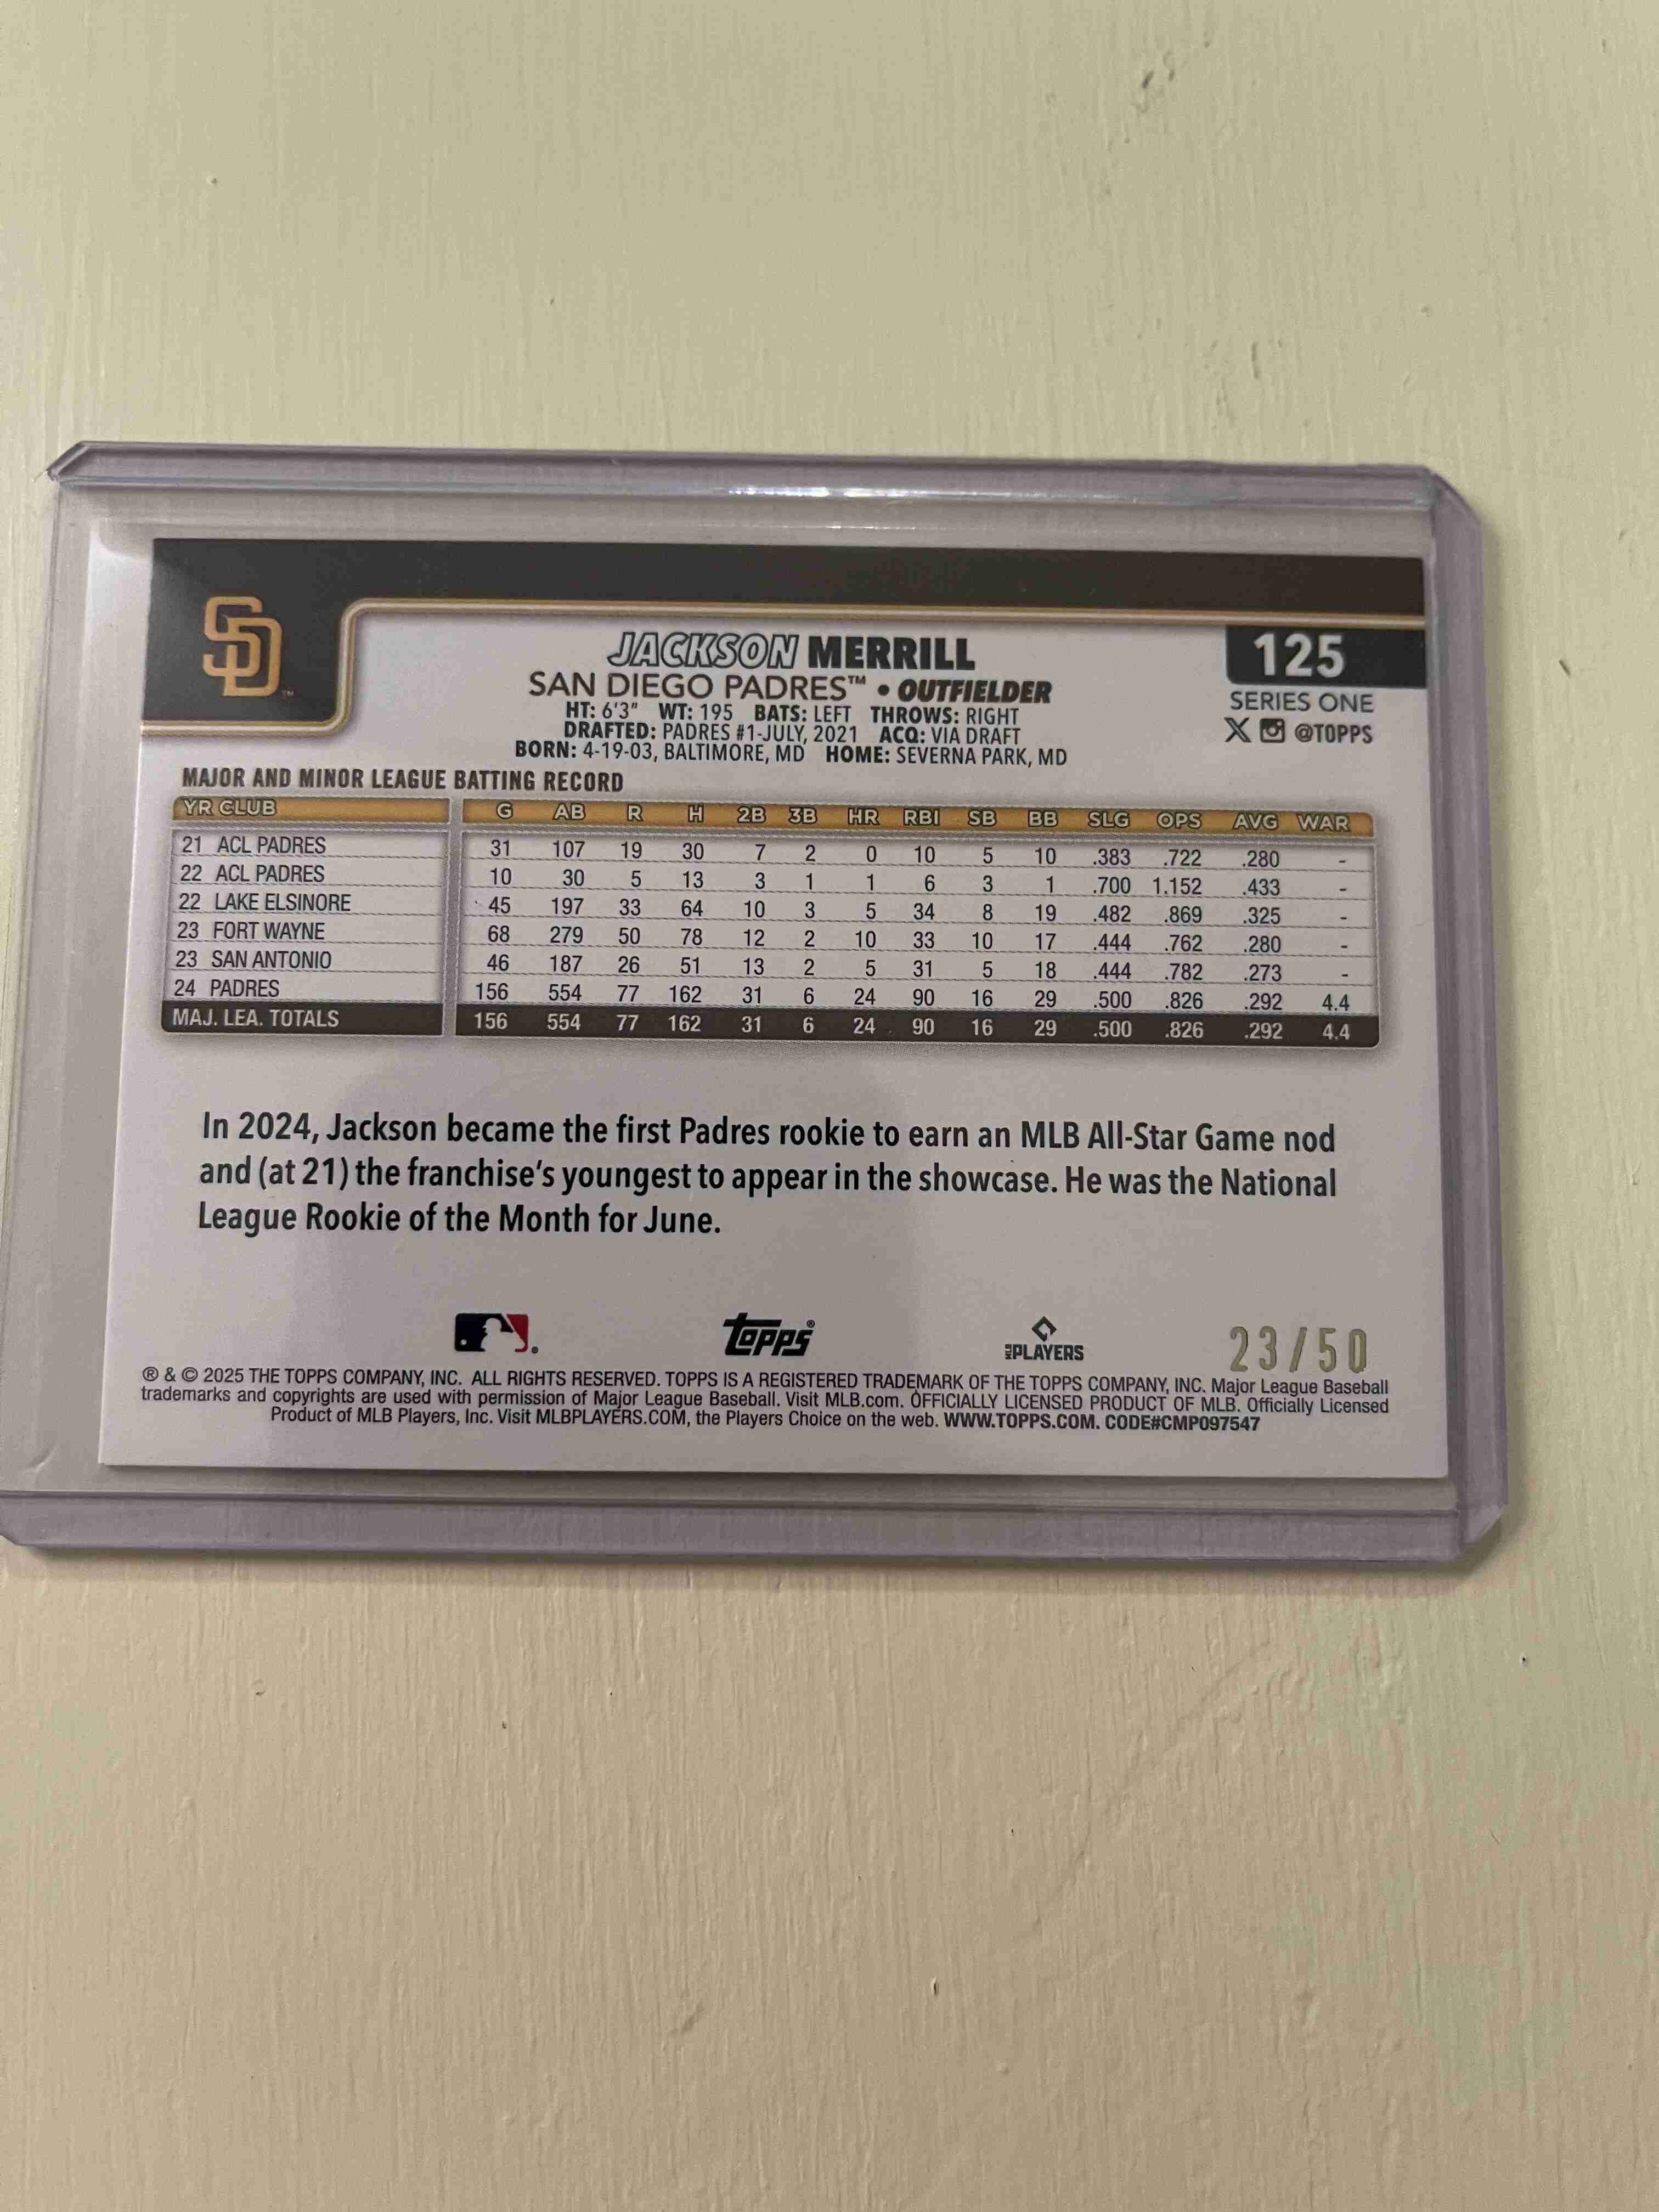 SD™
JACKSON MERRILL
125
SAN DIEGO PADRES™ • OUTFIELDER
SERIES ONE
HT: 6'3" WT: 195 BATS: LEFT THROWS: RIGHT
DRAFTED: PADRES #1-JULY, 2021 ACQ: VIA DRAFT
X @TOPPS
BORN: 4-19-03, BALTIMORE, MD HOME: SEVERNA PARK, MD
MAJOR AND MINOR LEAGUE BATTING RECORD
YR CLUB G AB R H 2B 3B HR RBI SB BB SLG OPS AVG WAR
21 ACL PADRES 31 107 19 30 7 2 0 10 5 10 .383 .722 .280 -
22 ACL PADRES 10 30 5 13 3 1 1 6 3 1 .700 1.152 .433 -
22 LAKE ELSINORE 45 197 33 64 10 3 5 34 8 19 .482 .869 .325 -
23 FORT WAYNE 68 279 50 78 12 2 10 33 10 17 .444 .762 .280 -
23 SAN ANTONIO 46 187 26 51 13 2 5 31 5 18 .444 .782 .273 -
24 PADRES 156 554 77 162 31 6 24 90 16 29 .500 .826 .292 4.4
MAJ. LEA. TOTALS 156 554 77 162 31 6 24 90 16 29 .500 .826 .292 4.4
In 2024, Jackson became the first Padres rookie to earn an MLB All-Star Game nod
and (at 21) the franchise's youngest to appear in the showcase. He was the National
League Rookie of the Month for June.
topps®
MLB PLAYERS
23/50
® & © 2025 THE TOPPS COMPANY, INC. ALL RIGHTS RESERVED. TOPPS IS A REGISTERED TRADEMARK OF THE TOPPS COMPANY, INC. Major League Baseball
trademarks and copyrights are used with permission of Major League Baseball. Visit MLB.com. OFFICIALLY LICENSED PRODUCT OF MLB. Officially Licensed
Product of MLB Players, Inc. Visit MLBPLAYERS.COM, the Players Choice on the web. WWW.TOPPS.COM. CODE#CMP097547